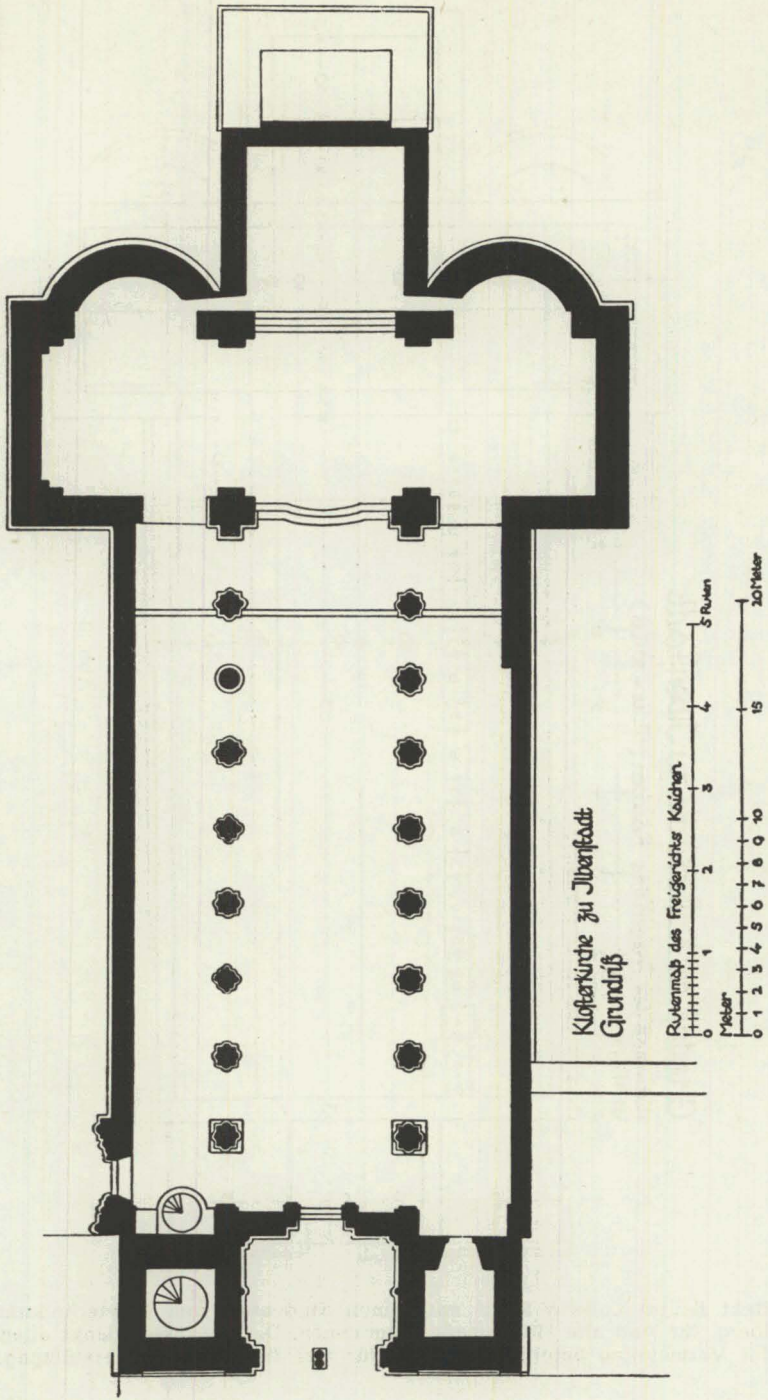 Klosterkirche zu Ilbenstadt
Grundriß
Rutenmaß des Freigerichts Kaichen
0 1 2 3 4 5 Ruten
Meter
0 1 2 3 4 5 6 7 8 9 10 15 20 Meter